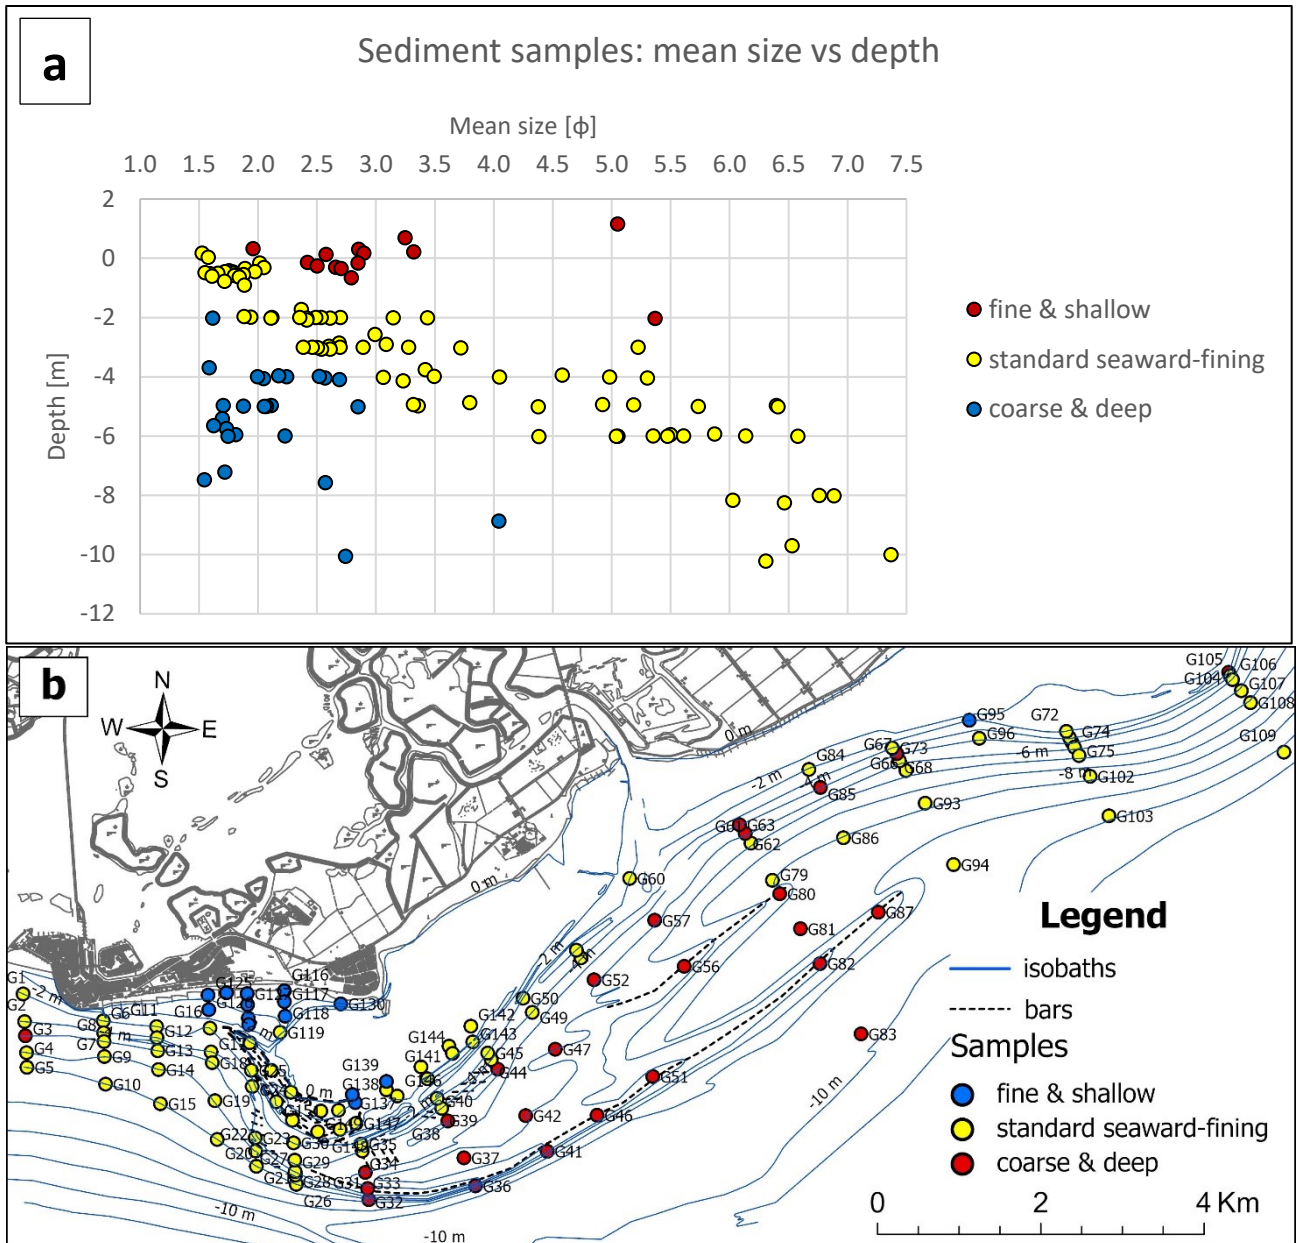 a
Sediment samples: mean size vs depth
Mean size [ϕ]
1.0 1.5 2.0 2.5 3.0 3.5 4.0 4.5 5.0 5.5 6.0 6.5 7.0 7.5
2
0
-2
-4
-6
-8
-10
-12
Depth [m]
fine & shallow
standard seaward-fining
coarse & deep
b
N
W E
S
G105
G106
G104
G107
G108
G109
G95
G96
G72
G74
G75
G67
G73
G68
G84
G85
G102
G103
G93
G94
G86
G63
G62
G60
G79
G80
G81
G87
G82
G83
G57
G56
G52
G51
G50
G49
G47
G46
G45
G44
G42
G41
G40
G39
G38
G37
G36
G35
G34
G33
G32
G31
G30
G29
G28
G27
G26
G25
G23
G22
G21
G20
G19
G18
G16
G15
G14
G13
G12
G11
G10
G9
G7
G6
G5
G4
G3
G2
G1
G116
G117
G118
G119
G125
G130
G137
G138
G139
G141
G142
G143
G144
G146
G147
0 m
0 m
0 m
-2 m
-2 m
-2 m
-4 m
-6 m
-8 m
-10 m
-10 m
-10 m
Legend
isobaths
bars
Samples
fine & shallow
standard seaward-fining
coarse & deep
0 2 4 Km